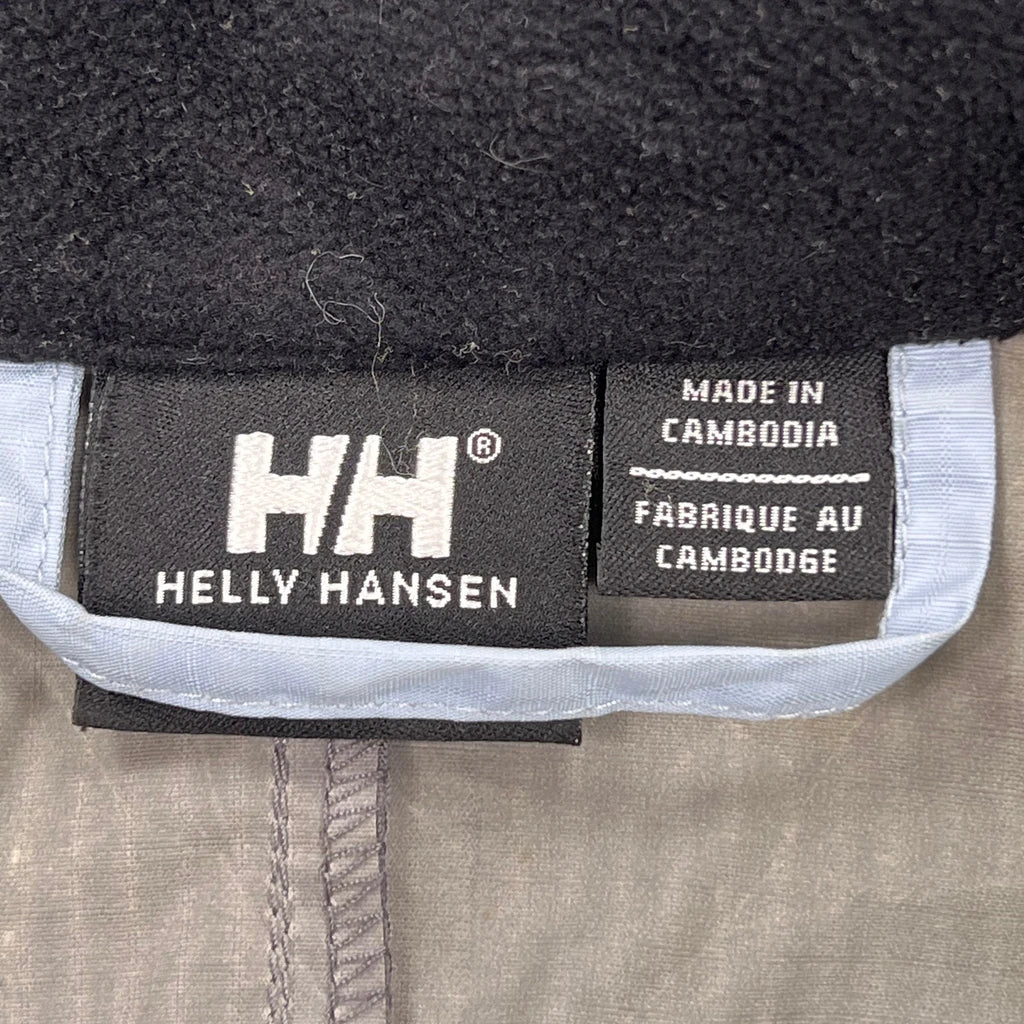 HH®
HELLY HANSEN
MADE IN
CAMBODIA
FABRIQUE AU
CAMBODGE